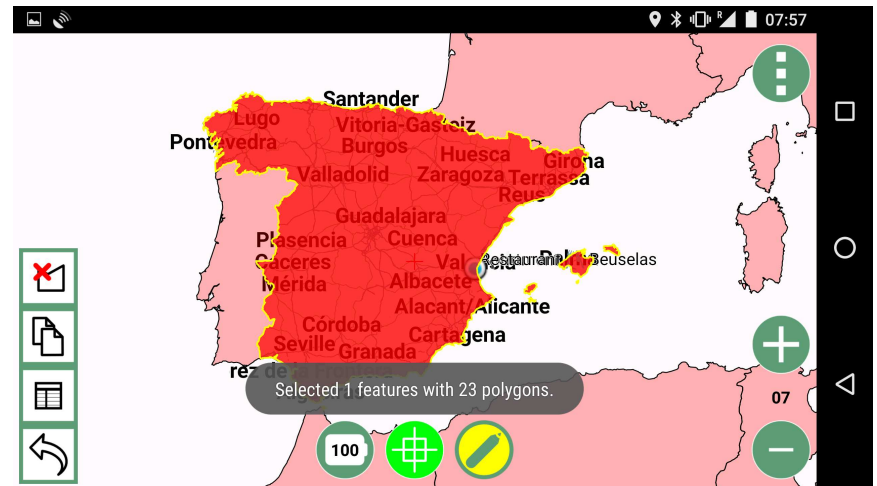 R
07:57
Santander
Lugo
Vitoria-Gasteiz
Pontevedra
Burgos
Huesca
Girona
Valladolid
Zaragoza
Terrassa
Reus
Guadalajara
Plasencia
Cuenca
Cáceres
Mérida
Albacete
Alacant/Alicante
Córdoba
Cartagena
Seville
Granada
Selected 1 features with 23 polygons.
07
100